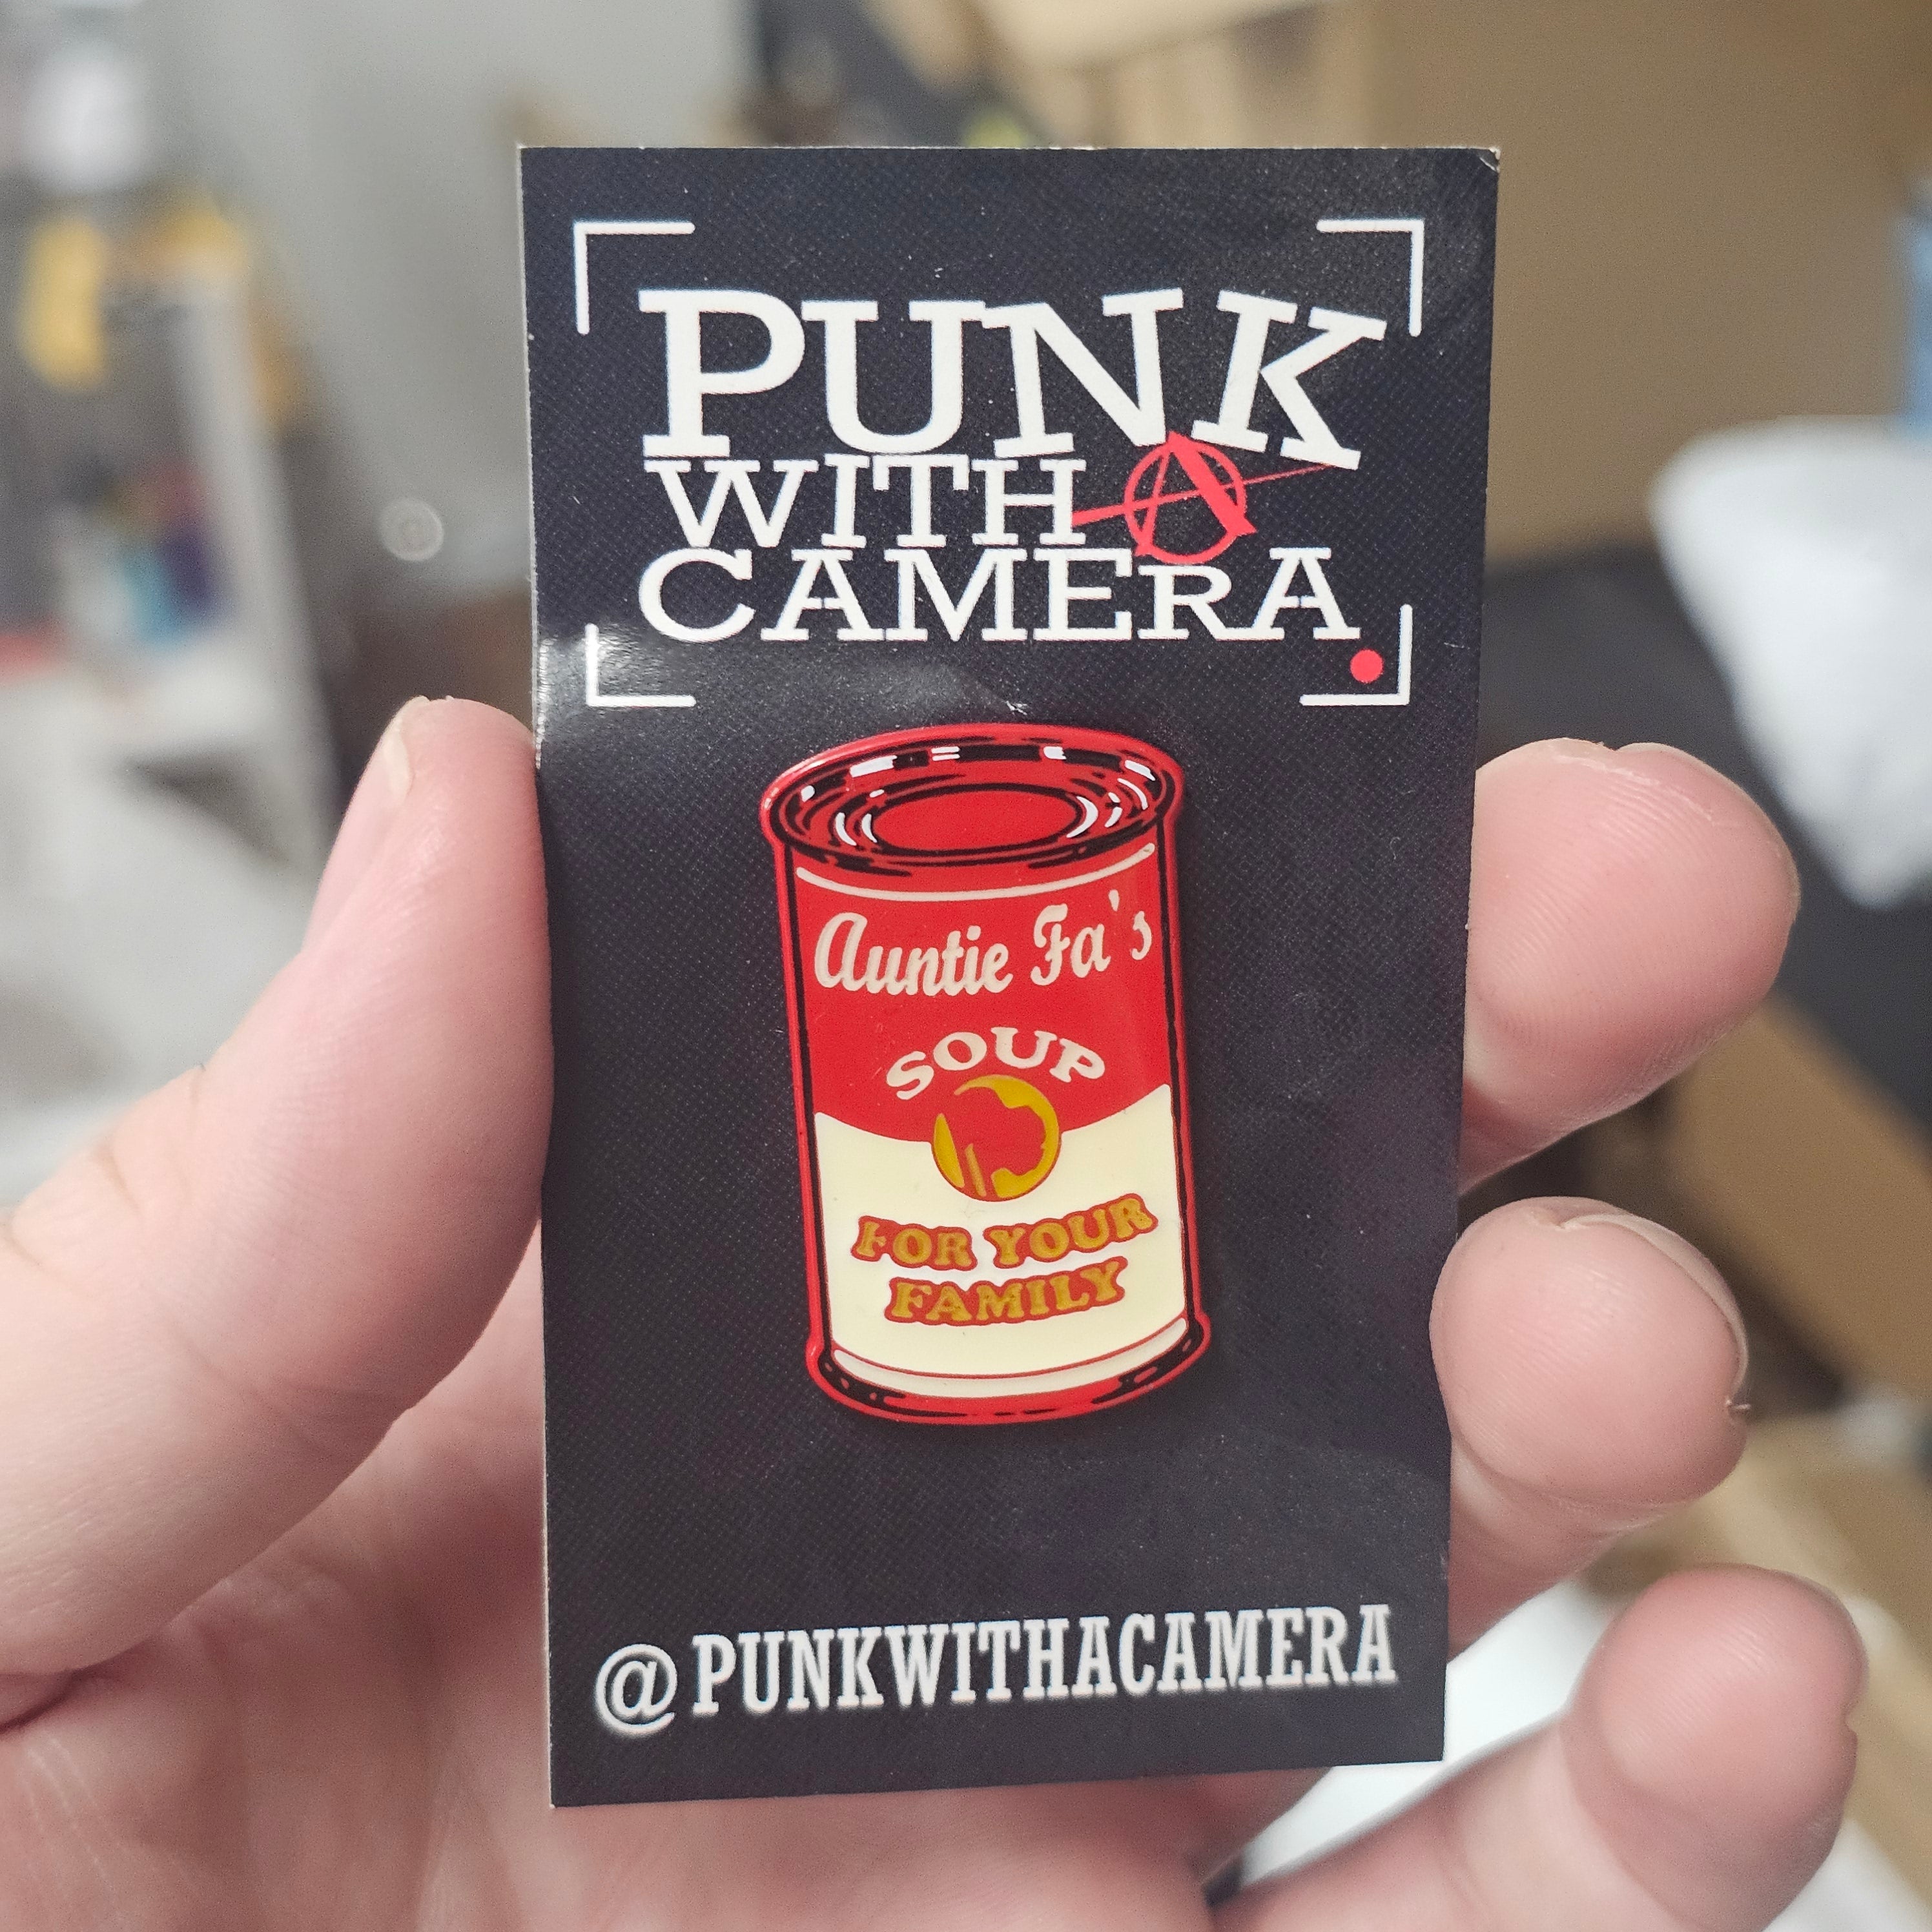 PUNK
WITH A
CAMERA
Auntie Fa's
SOUP
FOR YOUR
FAMILY
@PUNKWITHACAMERA